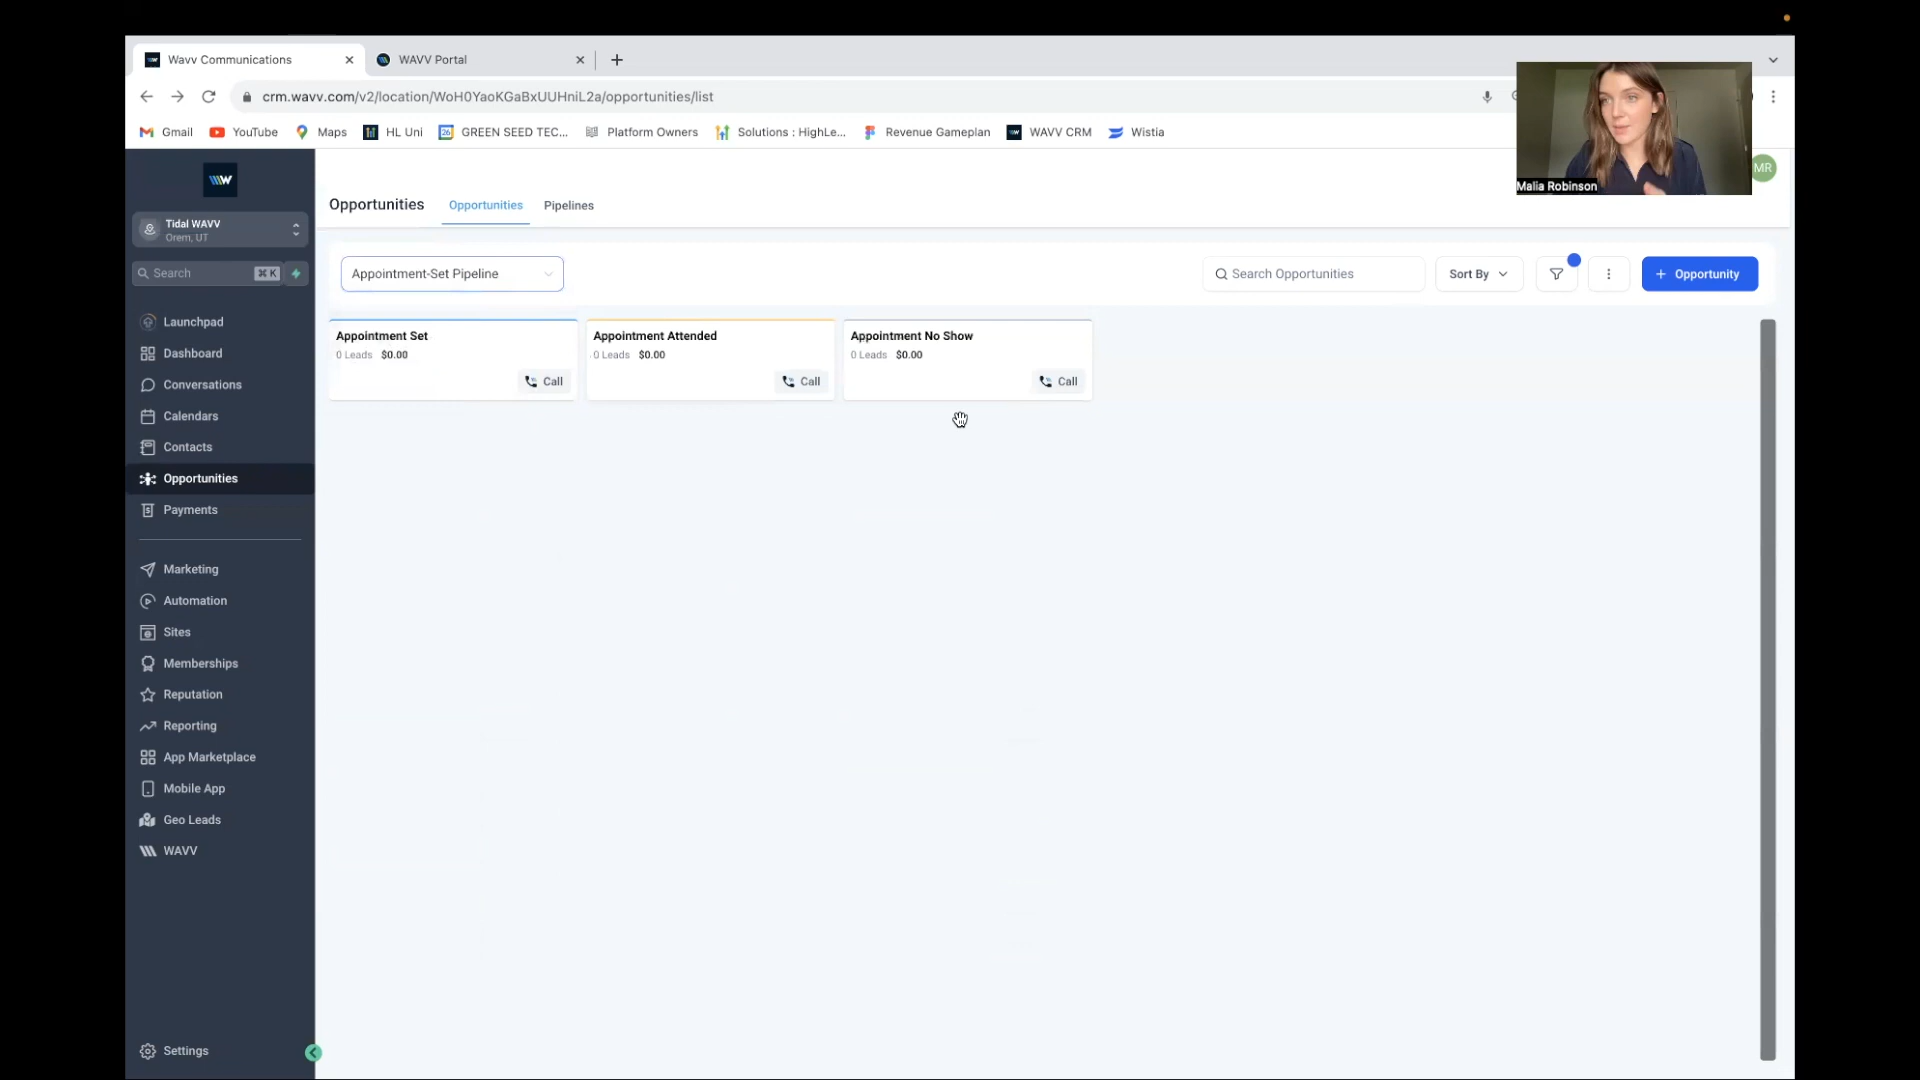 Wavv Communications
WAVV Portal
crm.wavv.com/v2/location/WoH0YaoKGaBxUUHniL2a/opportunities/list
Gmail
YouTube
Maps
HL Uni
GREEN SEED TEC...
Platform Owners
Solutions : HighLe...
Revenue Gameplan
WAVV CRM
Wistia
Malia Robinson
MR
Tidal WAVV
Orem, UT
Search
⌘ K
Launchpad
Dashboard
Conversations
Calendars
Contacts
Opportunities
Payments
Marketing
Automation
Sites
Memberships
Reputation
Reporting
App Marketplace
Mobile App
Geo Leads
WAVV
Settings
Opportunities
Opportunities
Pipelines
Appointment-Set Pipeline
Search Opportunities
Sort By
+ Opportunity
Appointment Set
0 Leads $0.00
Call
Appointment Attended
0 Leads $0.00
Call
Appointment No Show
0 Leads $0.00
Call